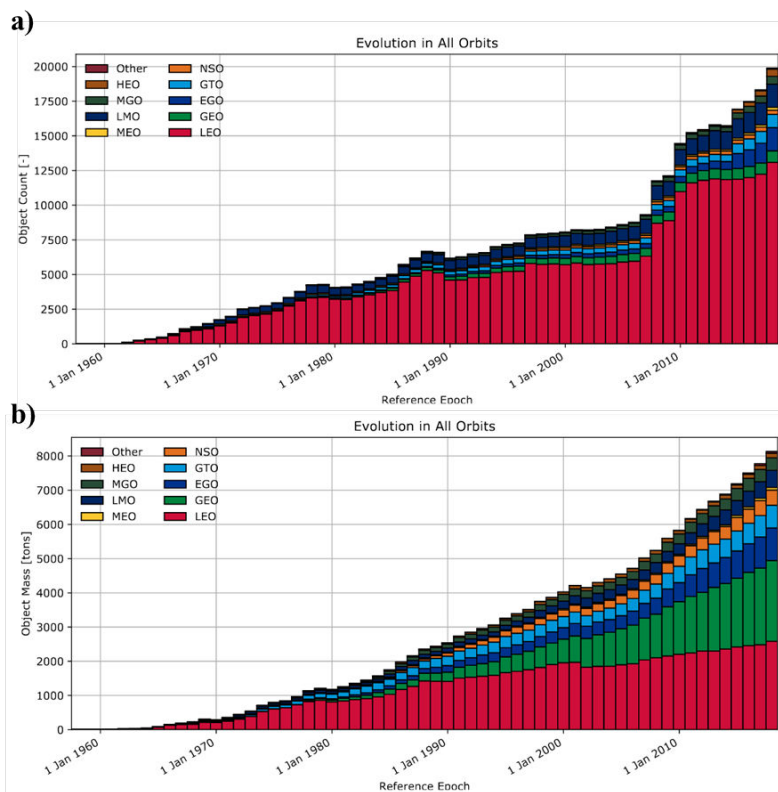 a)
Evolution in All Orbits
Other NSO
HEO GTO
MGO EGO
LMO GEO
MEO LEO
Object Count [-]
20000
17500
15000
12500
10000
7500
5000
2500
0
1 Jan 1960 1 Jan 1970 1 Jan 1980 1 Jan 1990 1 Jan 2000 1 Jan 2010
Reference Epoch
b)
Evolution in All Orbits
Other NSO
HEO GTO
MGO EGO
LMO GEO
MEO LEO
Object Mass [tons]
8000
7000
6000
5000
4000
3000
2000
1000
0
1 Jan 1960 1 Jan 1970 1 Jan 1980 1 Jan 1990 1 Jan 2000 1 Jan 2010
Reference Epoch